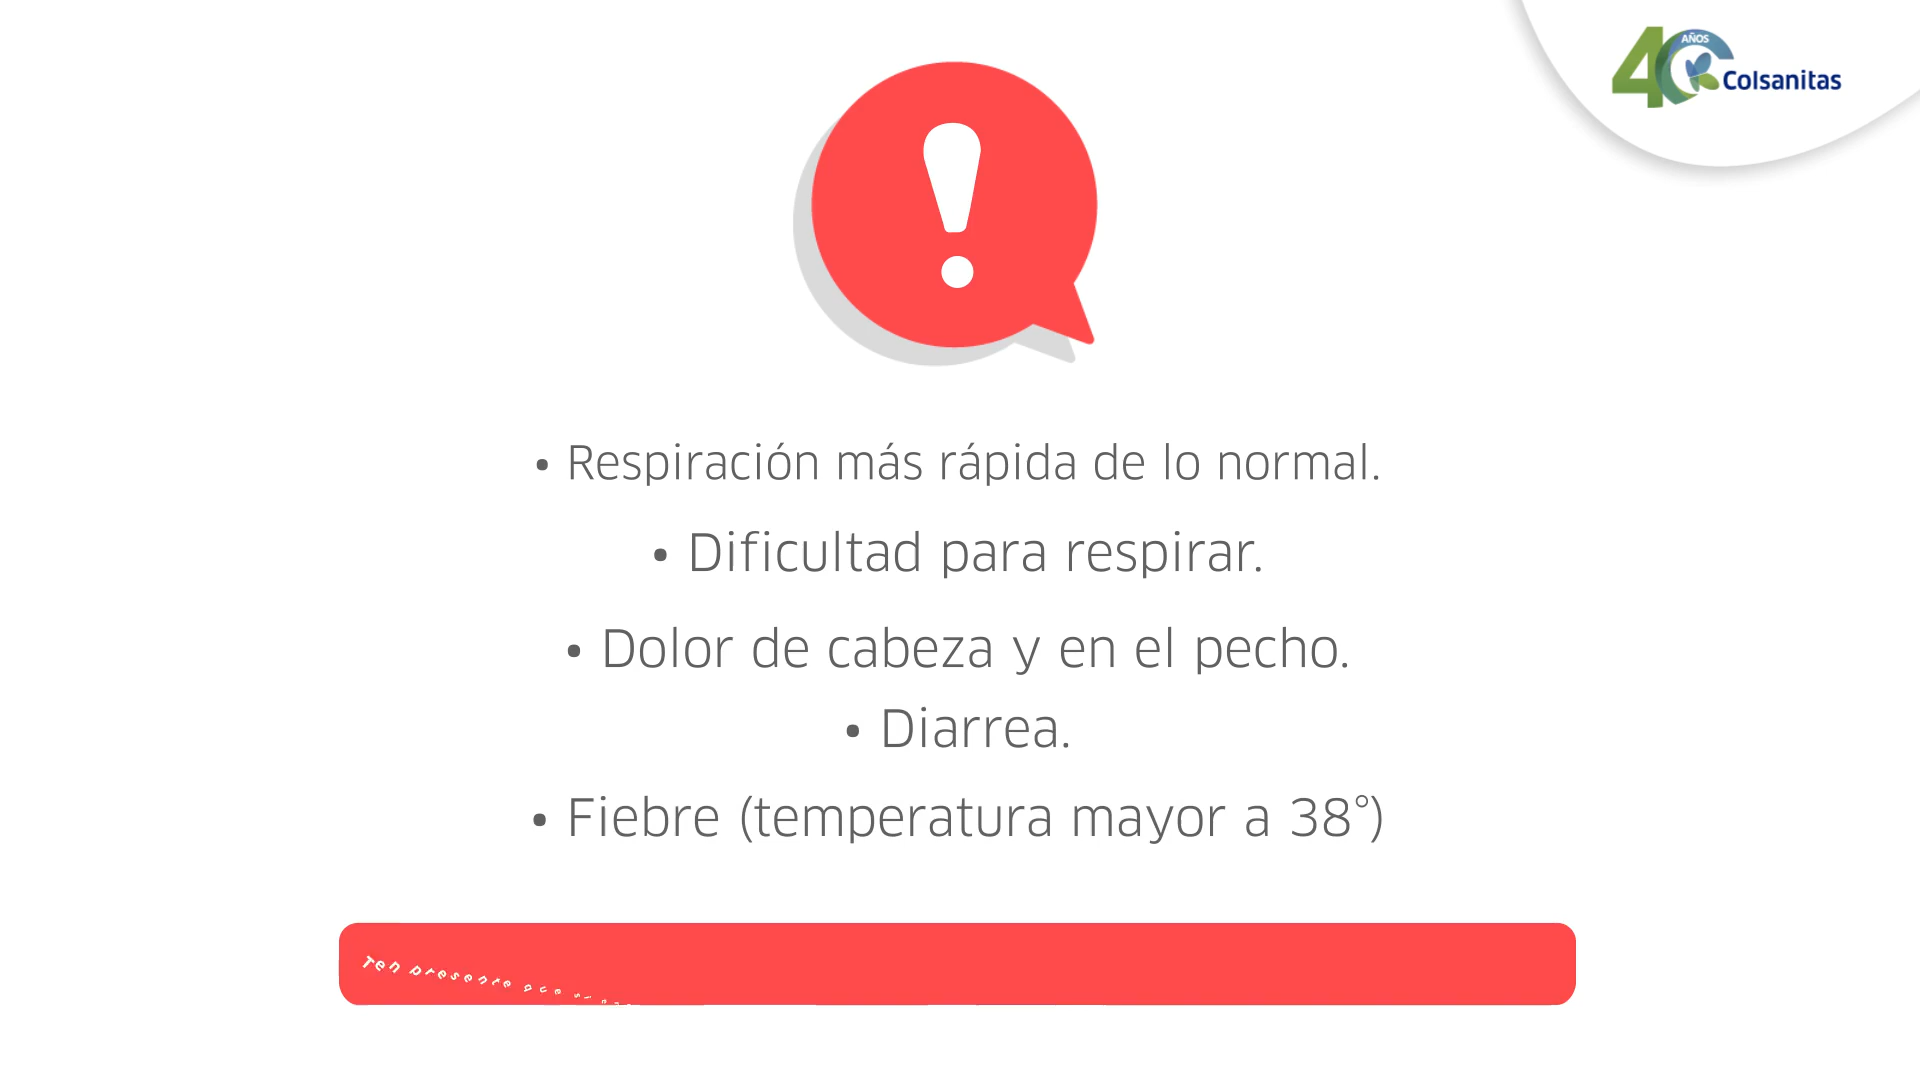 40 AÑOS Colsanitas
• Respiración más rápida de lo normal.
• Dificultad para respirar.
• Dolor de cabeza y en el pecho.
• Diarrea.
• Fiebre (temperatura mayor a 38°)
Ten presente que